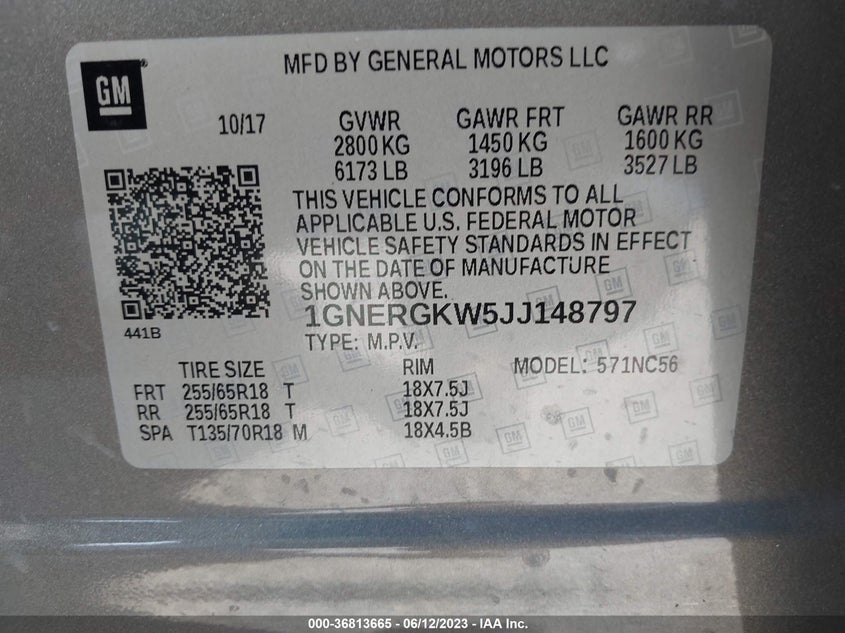 GM
MFD BY GENERAL MOTORS LLC
10/17 GVWR GAWR FRT GAWR RR
2800 KG 1450 KG 1600 KG
6173 LB 3196 LB 3527 LB
THIS VEHICLE CONFORMS TO ALL
APPLICABLE U.S. FEDERAL MOTOR
VEHICLE SAFETY STANDARDS IN EFFECT
ON THE DATE OF MANUFACTURE
SHOWN ABOVE.
441B
1GNERGKW5JJ148797
TYPE: M.P.V.
TIRE SIZE RIM MODEL: 571NC56
FRT 255/65R18 T 18X7.5J
RR 255/65R18 T 18X7.5J
SPA T135/70R18 M 18X4.5B
000-36813665 - 06/12/2023 - IAA Inc.